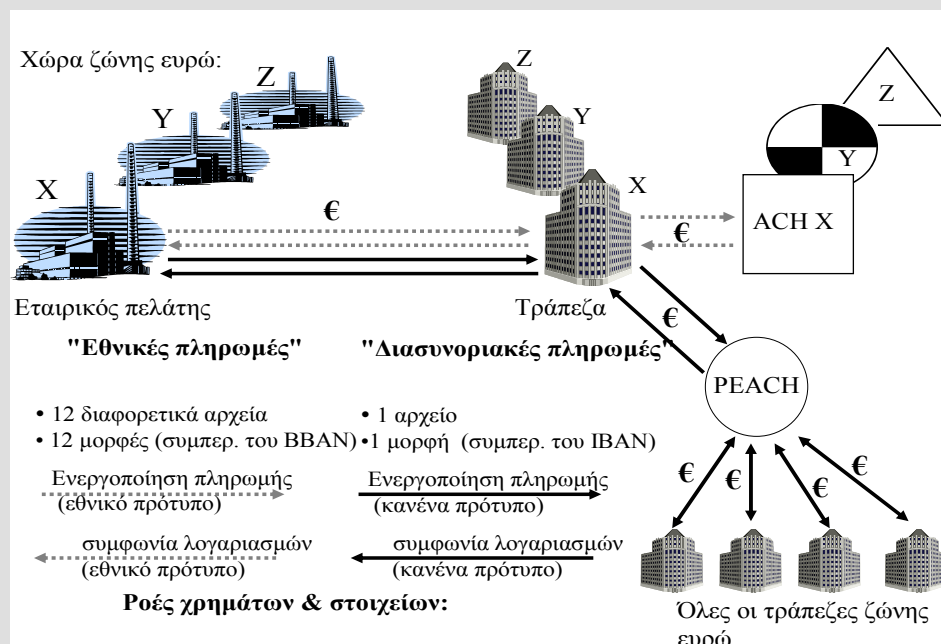 Χώρα ζώνης ευρώ:
Z
Y
X
€
Z
Y
X
€
Z
Y
ACH X
Εταιρικός πελάτης
Τράπεζα
€
"Εθνικές πληρωμές"
"Διασυνοριακές πληρωμές"
PEACH
• 12 διαφορετικά αρχεία
• 12 μορφές (συμπερ. του BBAN)
• 1 αρχείο
•1 μορφή (συμπερ. του IBAN)
Ενεργοποίηση πληρωμής
(εθνικό πρότυπο)
Ενεργοποίηση πληρωμής
(κανένα πρότυπο)
€
€
€
€
συμφωνία λογαριασμών
(εθνικό πρότυπο)
συμφωνία λογαριασμών
(κανένα πρότυπο)
Ροές χρημάτων & στοιχείων:
Όλες οι τράπεζες ζώνης
ευρώ